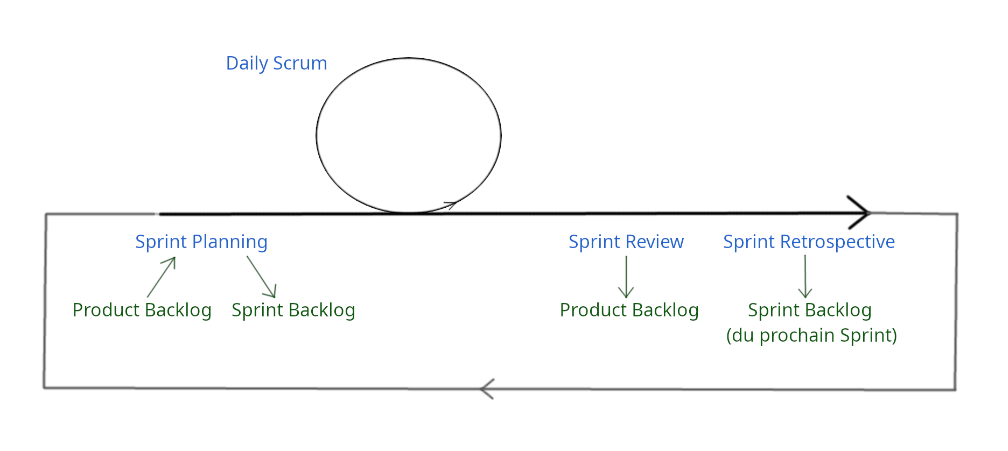 Daily Scrum
Sprint Planning
Sprint Review
Sprint Retrospective
Product Backlog
Sprint Backlog
Product Backlog
Sprint Backlog
(du prochain Sprint)